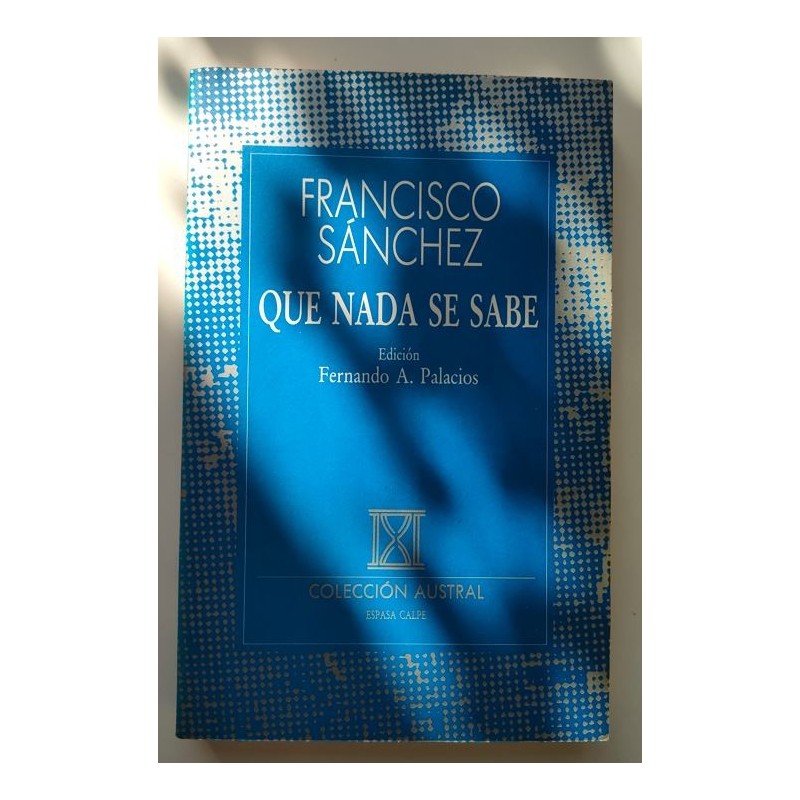 FRANCISCO
SÁNCHEZ
QUE NADA SE SABE
Edición
Fernando A. Palacios
COLECCIÓN AUSTRAL
ESPASA CALPE